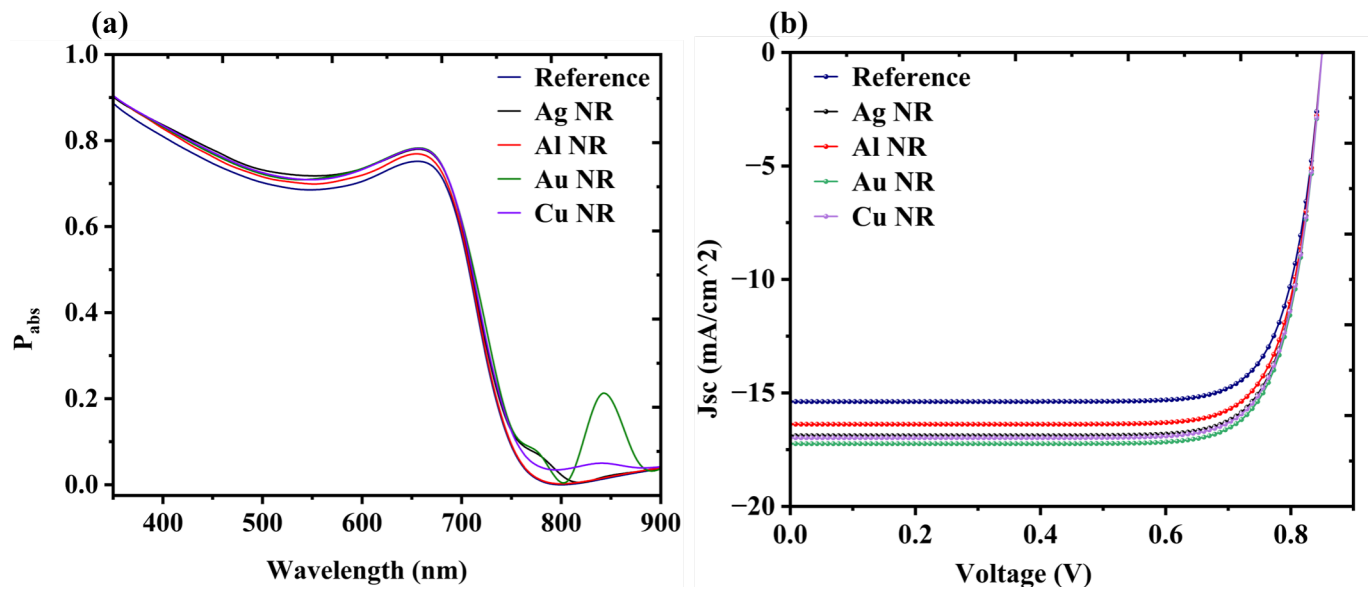 (a)
1.0
0.8
0.6
0.4
0.2
0.0
P_abs
Reference
Ag NR
Al NR
Au NR
Cu NR
400
500
600
700
800
900
Wavelength (nm)
(b)
0
−5
−10
−15
−20
Jsc (mA/cm^2)
Reference
Ag NR
Al NR
Au NR
Cu NR
0.0
0.2
0.4
0.6
0.8
Voltage (V)